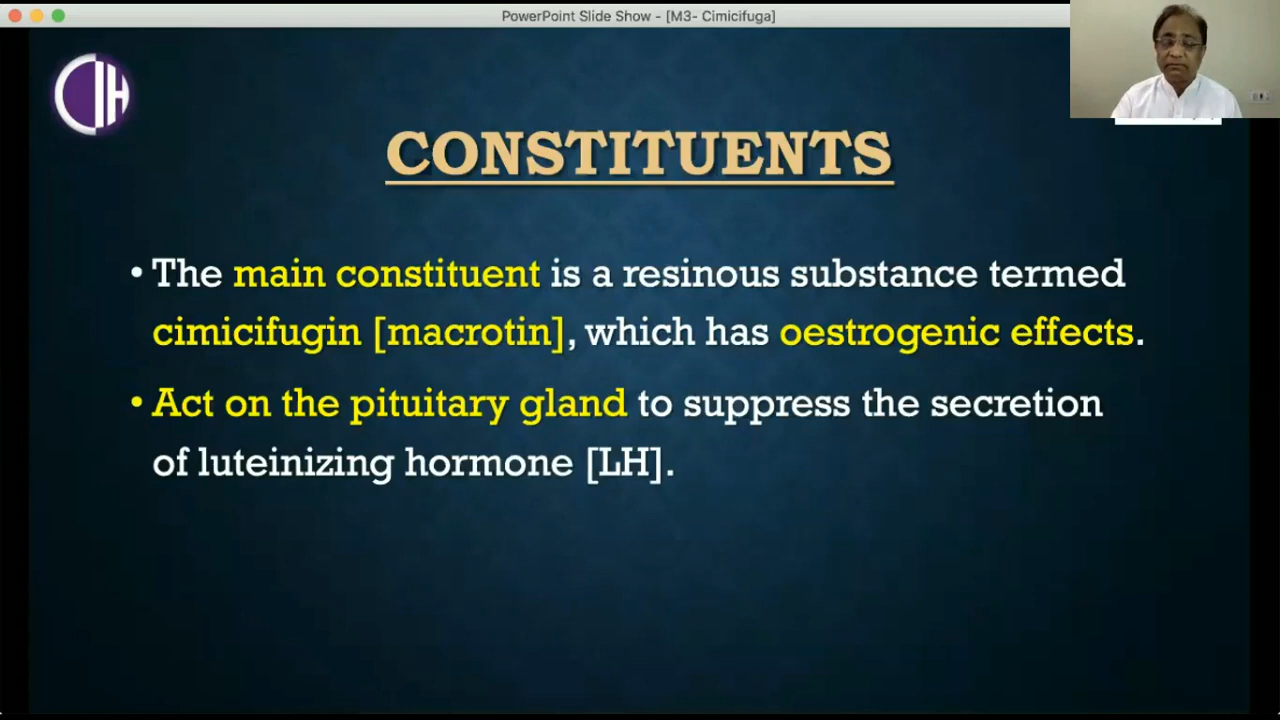 PowerPoint Slide Show - [M3- Cimicifuga]
CIH
CONSTITUENTS
• The main constituent is a resinous substance termed
cimicifugin [macrotin], which has oestrogenic effects.
• Act on the pituitary gland to suppress the secretion
of luteinizing hormone [LH].